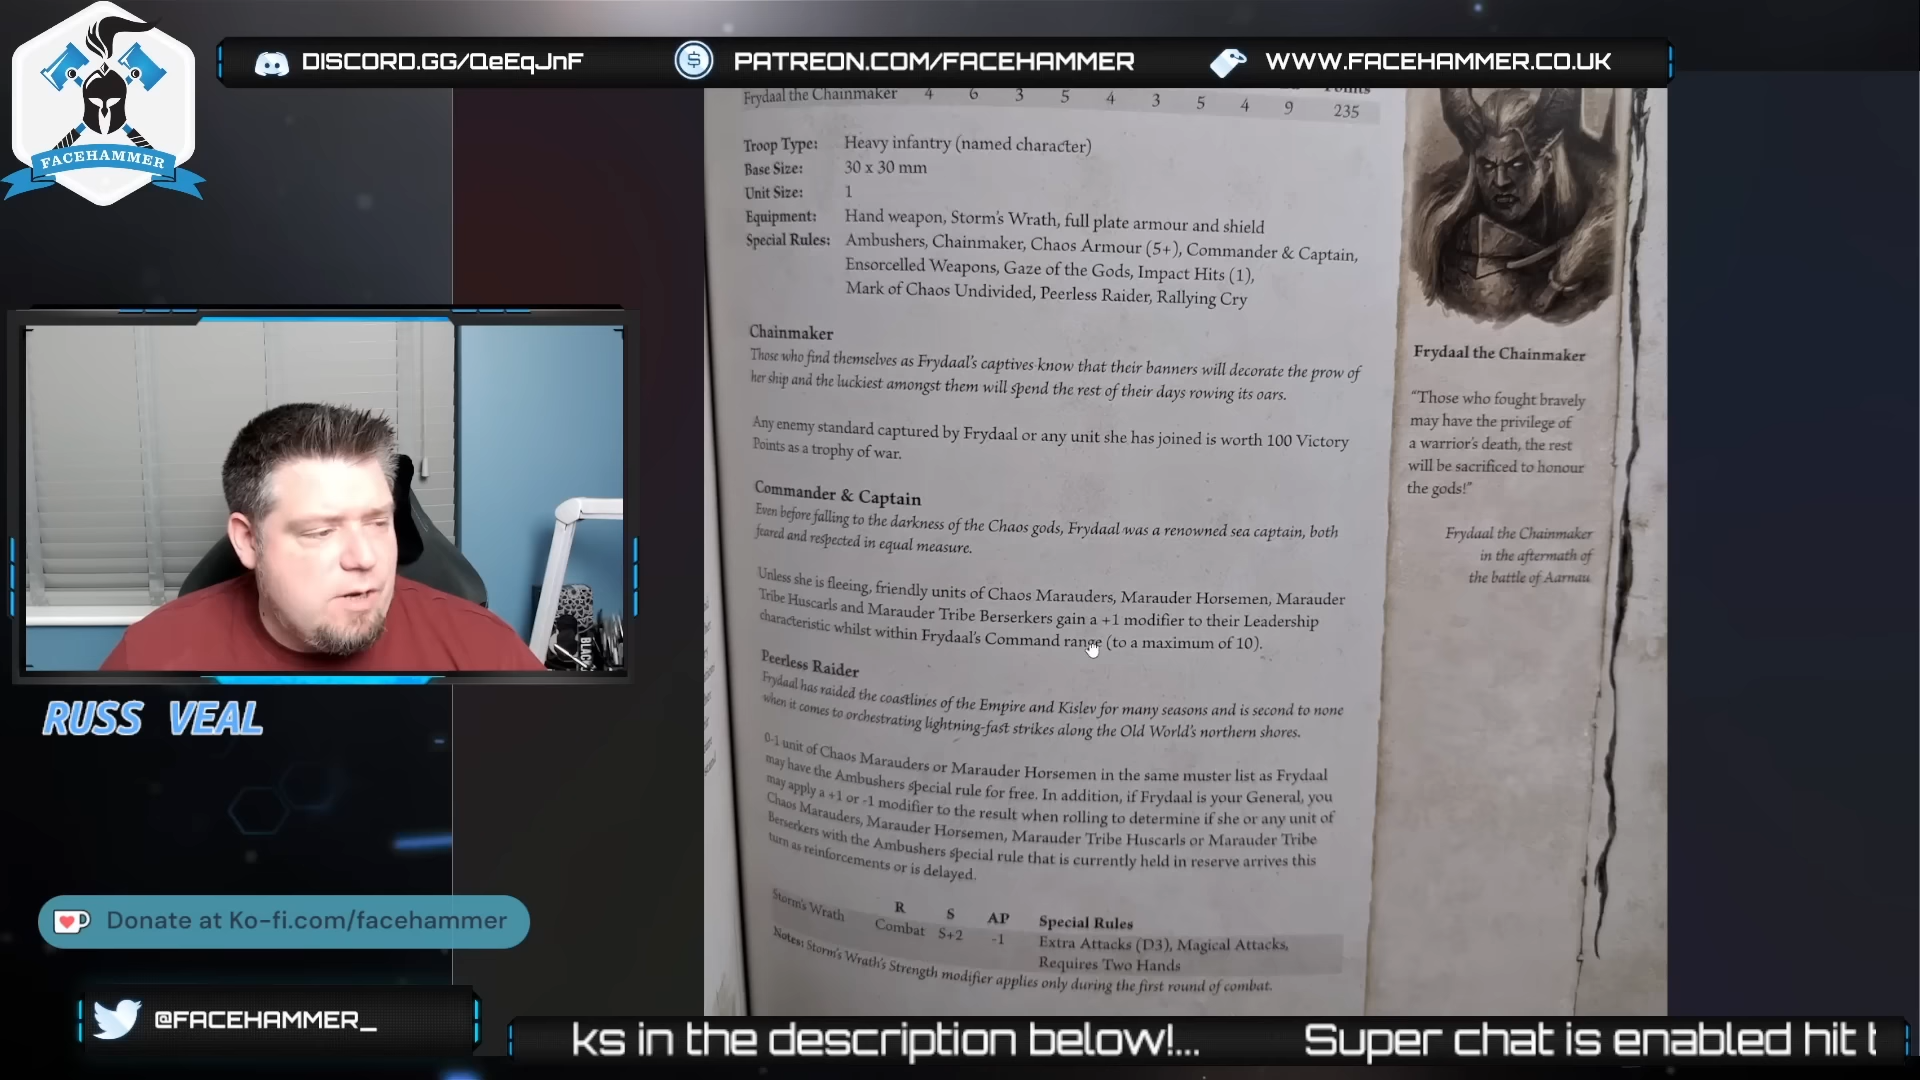 DISCORD.GG/QeEqJnF
PATREON.COM/FACEHAMMER
WWW.FACEHAMMER.CO.UK
FACEHAMMER
Points
Frydaal the Chainmaker 4 6 3 5 4 3 5 4 9 235
Troop Type: Heavy infantry (named character)
Base Size: 30 x 30 mm
Unit Size: 1
Equipment: Hand weapon, Storm's Wrath, full plate armour and shield
Special Rules: Ambushers, Chainmaker, Chaos Armour (5+), Commander & Captain,
Ensorcelled Weapons, Gaze of the Gods, Impact Hits (1),
Mark of Chaos Undivided, Peerless Raider, Rallying Cry
Chainmaker
Those who find themselves as Frydaal's captives know that their banners will decorate the prow of
her ship and the luckiest amongst them will spend the rest of their days rowing its oars.
Any enemy standard captured by Frydaal or any unit she has joined is worth 100 Victory
Points as a trophy of war.
Commander & Captain
Even before falling to the darkness of the Chaos gods, Frydaal was a renowned sea captain, both
feared and respected in equal measure.
Unless she is fleeing, friendly units of Chaos Marauders, Marauder Horsemen, Marauder
Tribe Huscarls and Marauder Tribe Berserkers gain a +1 modifier to their Leadership
characteristic whilst within Frydaal's Command range (to a maximum of 10).
Peerless Raider
Frydaal has raided the coastlines of the Empire and Kislev for many seasons and is second to none
when it comes to orchestrating lightning-fast strikes along the Old World's northern shores.
0-1 unit of Chaos Marauders or Marauder Horsemen in the same muster list as Frydaal
may have the Ambushers special rule for free. In addition, if Frydaal is your General, you
may apply a +1 or -1 modifier to the result when rolling to determine if she or any unit of
Chaos Marauders, Marauder Horsemen, Marauder Tribe Huscarls or Marauder Tribe
Berserkers with the Ambushers special rule that is currently held in reserve arrives this
turn as reinforcements or is delayed.
R S AP Special Rules
Storm's Wrath Combat S+2 -1 Extra Attacks (D3), Magical Attacks,
Requires Two Hands
Notes: Storm's Wrath's Strength modifier applies only during the first round of combat.
Frydaal the Chainmaker
"Those who fought bravely
may have the privilege of
a warrior's death, the rest
will be sacrificed to honour
the gods!"
Frydaal the Chainmaker
in the aftermath of
the battle of Aarnau
RUSS VEAL
Donate at Ko-fi.com/facehammer
@FACEHAMMER_
ks in the description below!... Super chat is enabled hit t